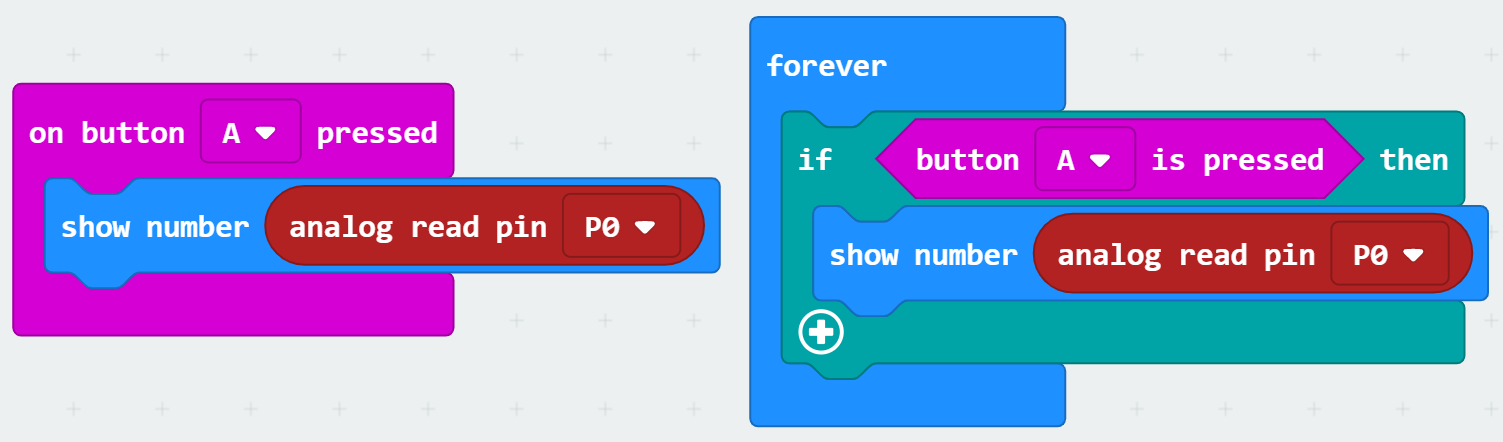 on button A pressed
show number analog read pin P0
forever
if button A is pressed then
show number analog read pin P0